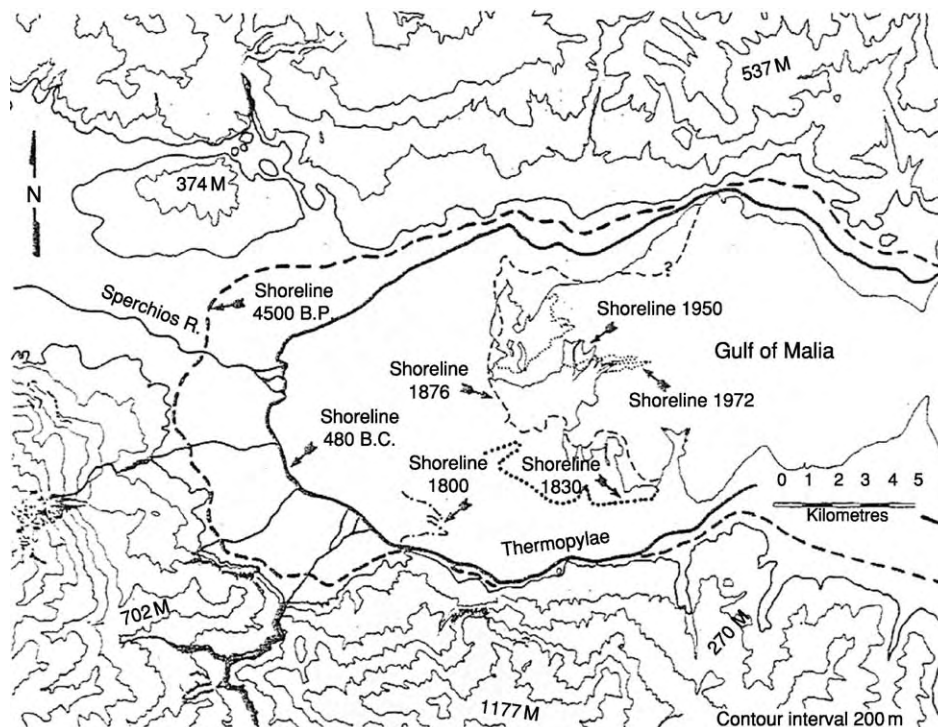 537 M
374 M
N
Sperchios R.
Shoreline
4500 B.P.
?
Shoreline 1950
Gulf of Malia
Shoreline
1876
Shoreline 1972
Shoreline
480 B.C.
Shoreline
1800
Shoreline
1830
0 1 2 3 4 5
Kilometres
Thermopylae
702 M
270 M
1177 M
Contour interval 200 m